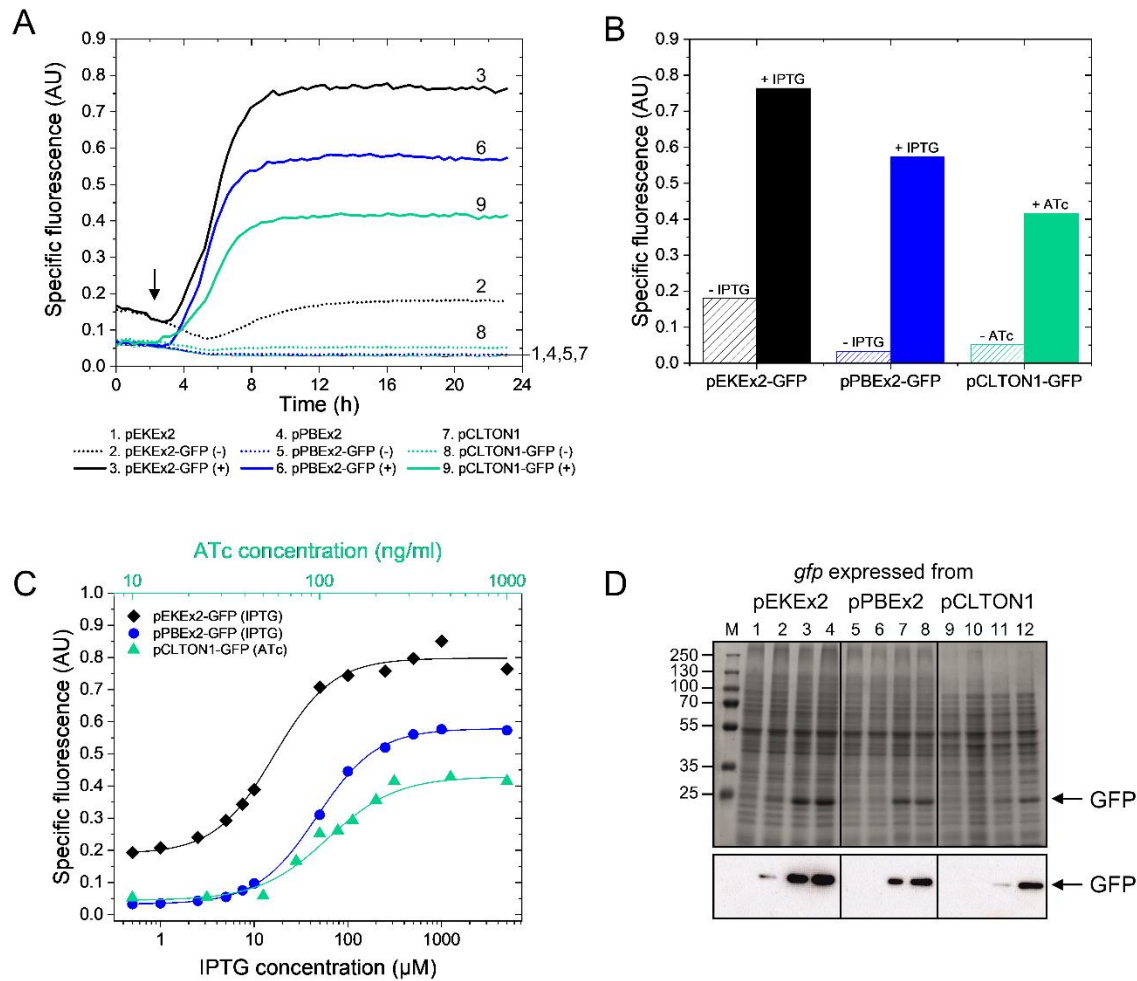 A
Specific fluorescence (AU)
0.9
0.8
0.7
0.6
0.5
0.4
0.3
0.2
0.1
0.0
3
6
9
2
8
1,4,5,7
0 4 8 12 16 20 24
Time (h)
1. pEKEx2 4. pPBEx2 7. pCLTON1
2. pEKEx2-GFP (-) 5. pPBEx2-GFP (-) 8. pCLTON1-GFP (-)
3. pEKEx2-GFP (+) 6. pPBEx2-GFP (+) 9. pCLTON1-GFP (+)
B
Specific fluorescence (AU)
0.9
0.8
0.7
0.6
0.5
0.4
0.3
0.2
0.1
0.0
+ IPTG
- IPTG
+ IPTG
- IPTG
+ ATc
- ATc
pEKEx2-GFP pPBEx2-GFP pCLTON1-GFP
C
ATc concentration (ng/ml)
10 100 1000
Specific fluorescence (AU)
1.0
0.9
0.8
0.7
0.6
0.5
0.4
0.3
0.2
0.1
0.0
pEKEx2-GFP (IPTG)
pPBEx2-GFP (IPTG)
pCLTON1-GFP (ATc)
1 10 100 1000
IPTG concentration (µM)
D
gfp expressed from
pEKEx2 pPBEx2 pCLTON1
M 1 2 3 4 5 6 7 8 9 10 11 12
250
130
100
70
55
35
25
GFP
GFP